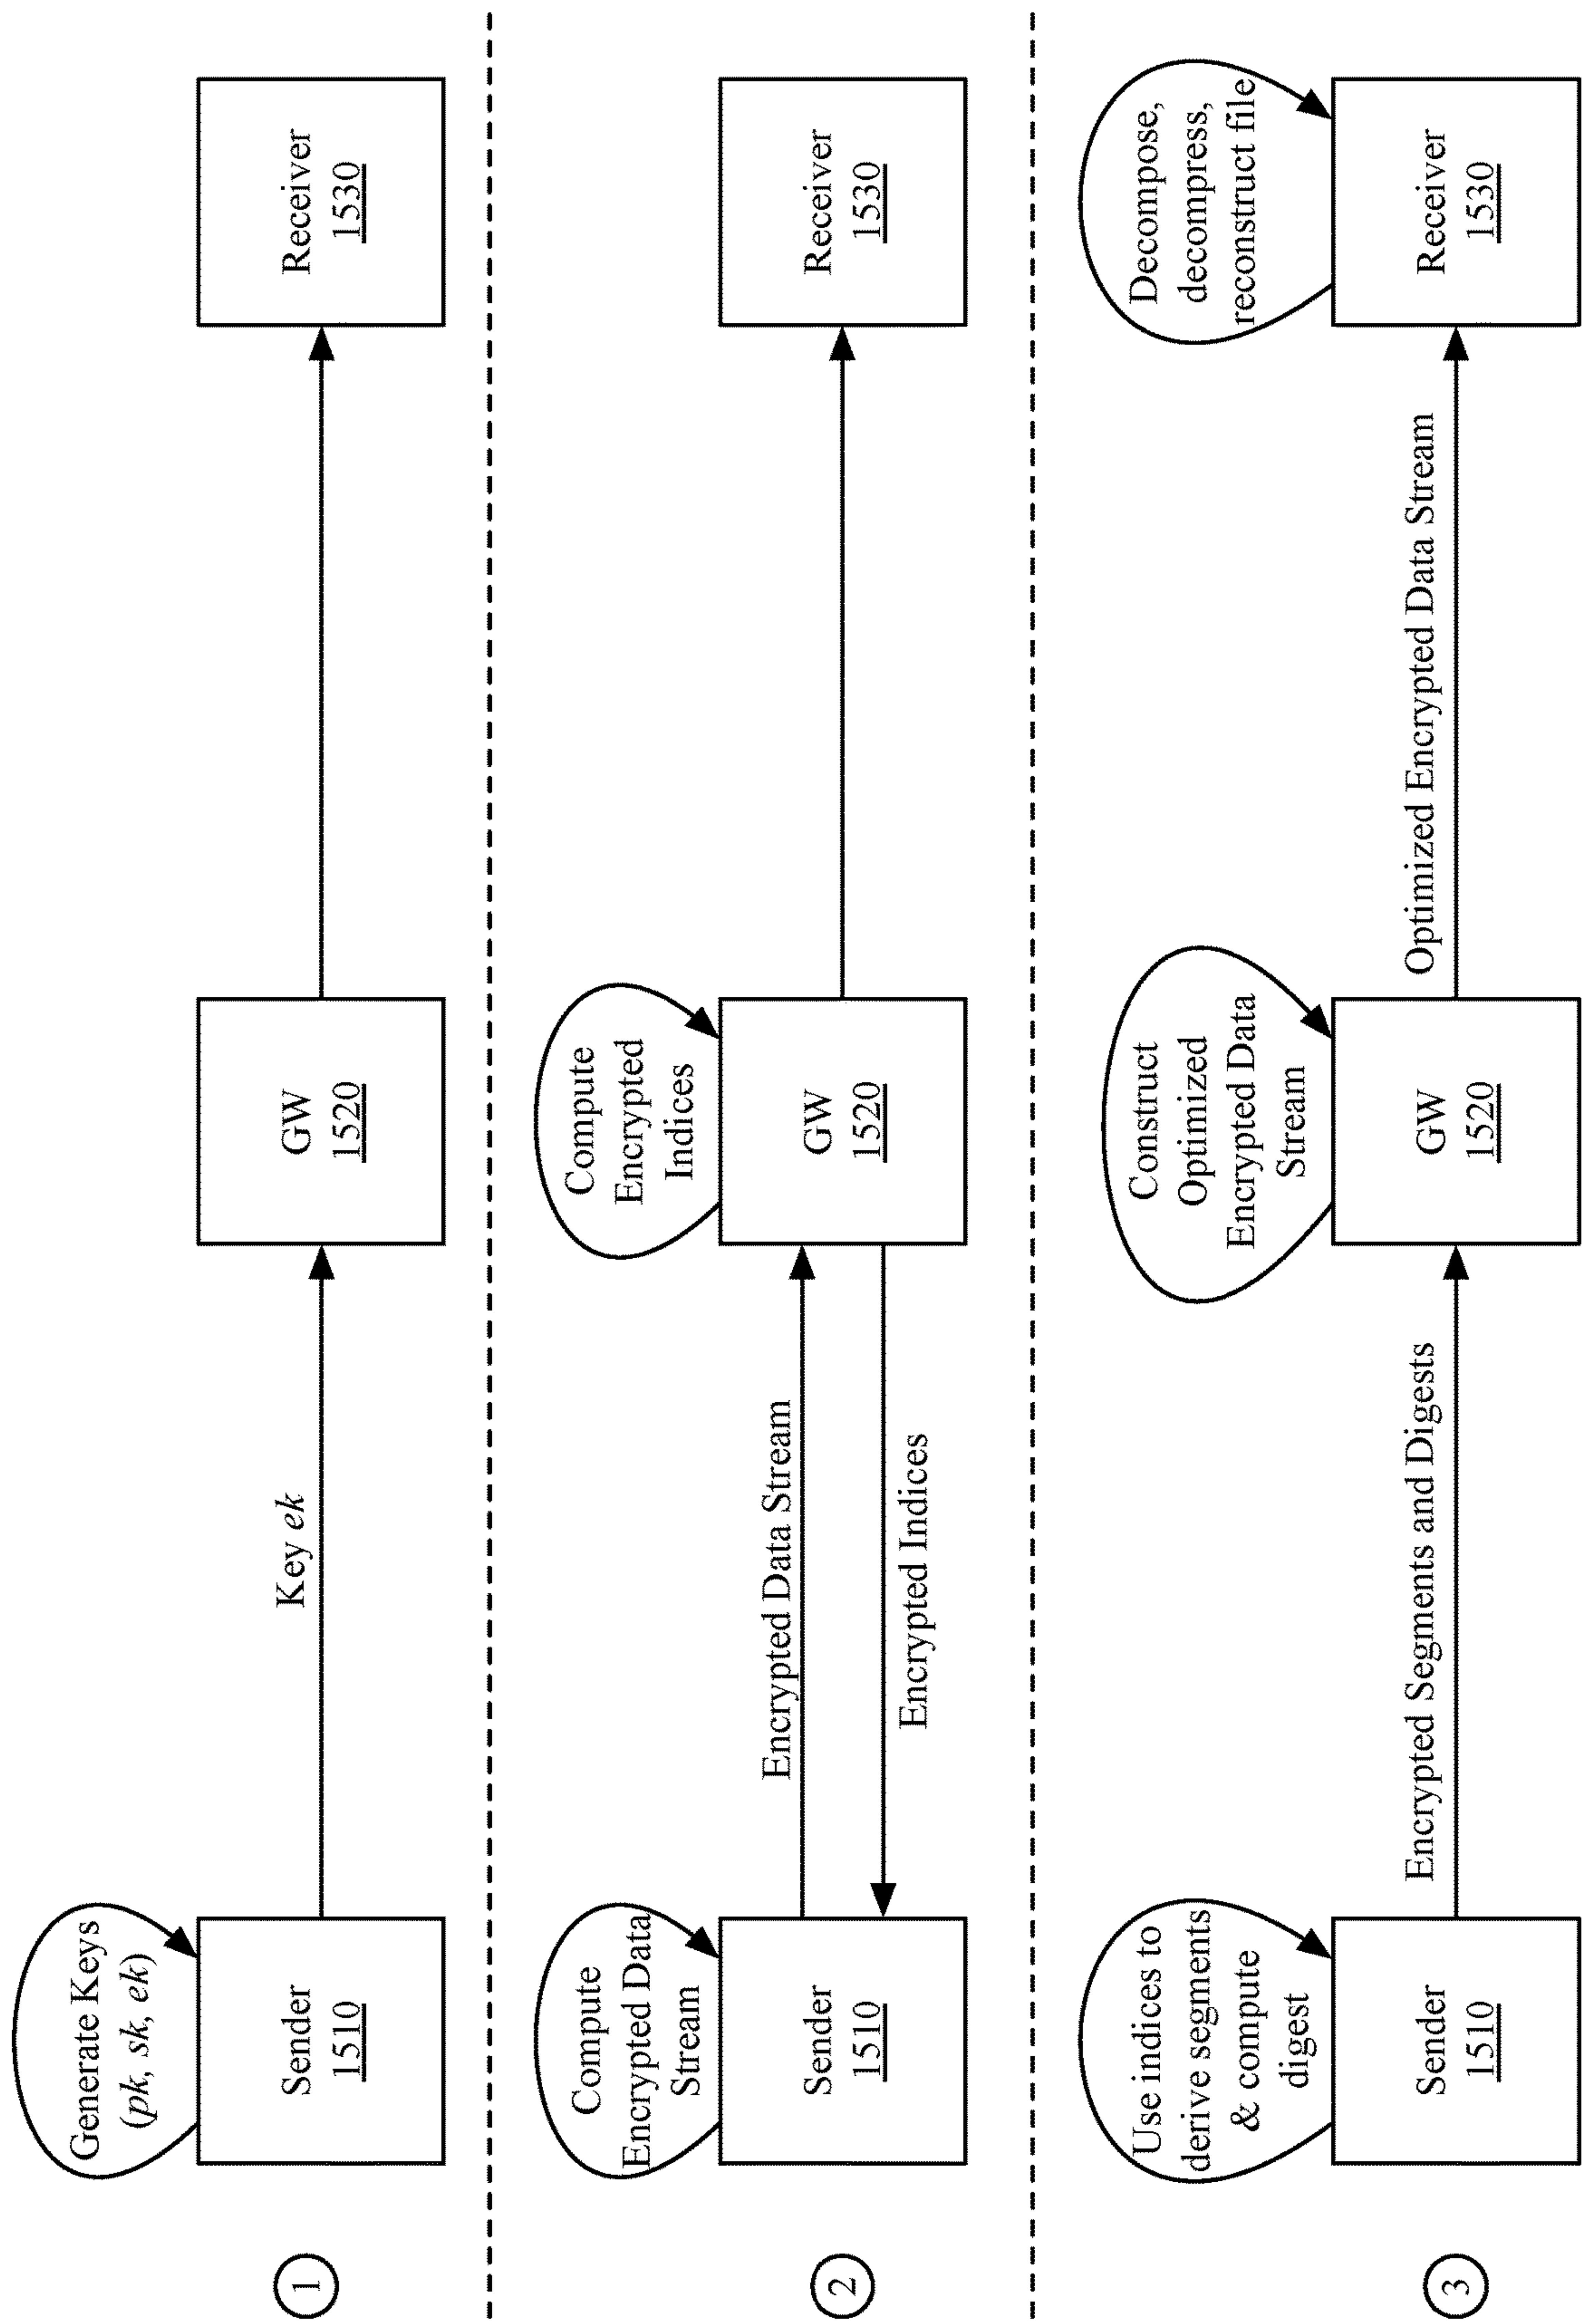 1
Generate Keys
(pk, sk, ek)
Sender
1510
Key ek
GW
1520
Receiver
1530
2
Compute
Encrypted Data
Stream
Sender
1510
Encrypted Data Stream
Encrypted Indices
Compute
Encrypted
Indices
GW
1520
Receiver
1530
3
Use indices to
derive segments
& compute
digest
Sender
1510
Encrypted Segments and Digests
Construct
Optimized
Encrypted Data
Stream
GW
1520
Optimized Encrypted Data Stream
Decompose,
decompress,
reconstruct file
Receiver
1530